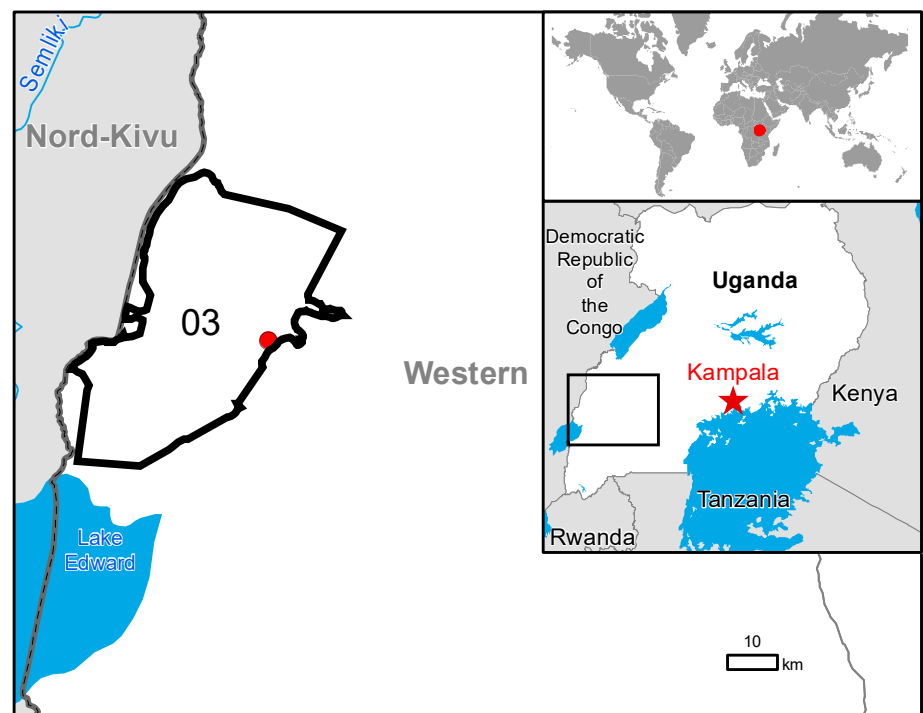 Semliki
Nord-Kivu
03
Western
Lake
Edward
10
km
Democratic
Republic
of
the
Congo
Uganda
Kampala
Kenya
Tanzania
Rwanda